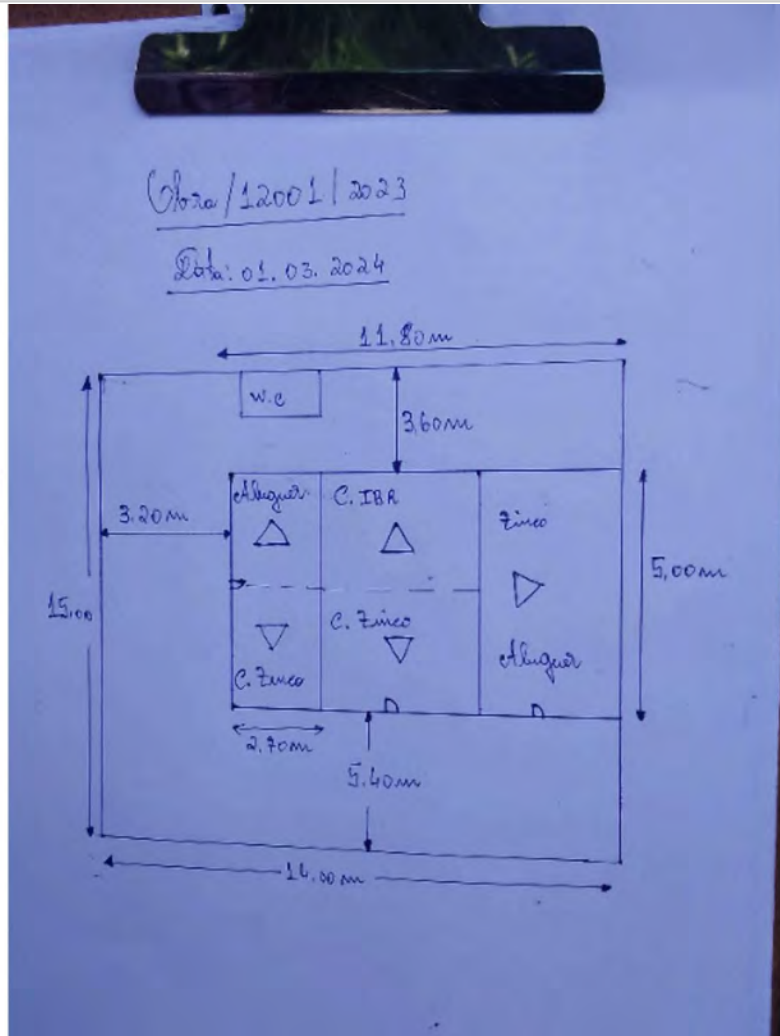 Obra/12001/2023
Data: 01.03.2024
11.80m
W.C
3,60m
3.20m
Aluguer
C. IBR
Zinco
15,00
5,00m
C. Zinco
C. Zinco
Aluguer
2.70m
5.40m
14.00m